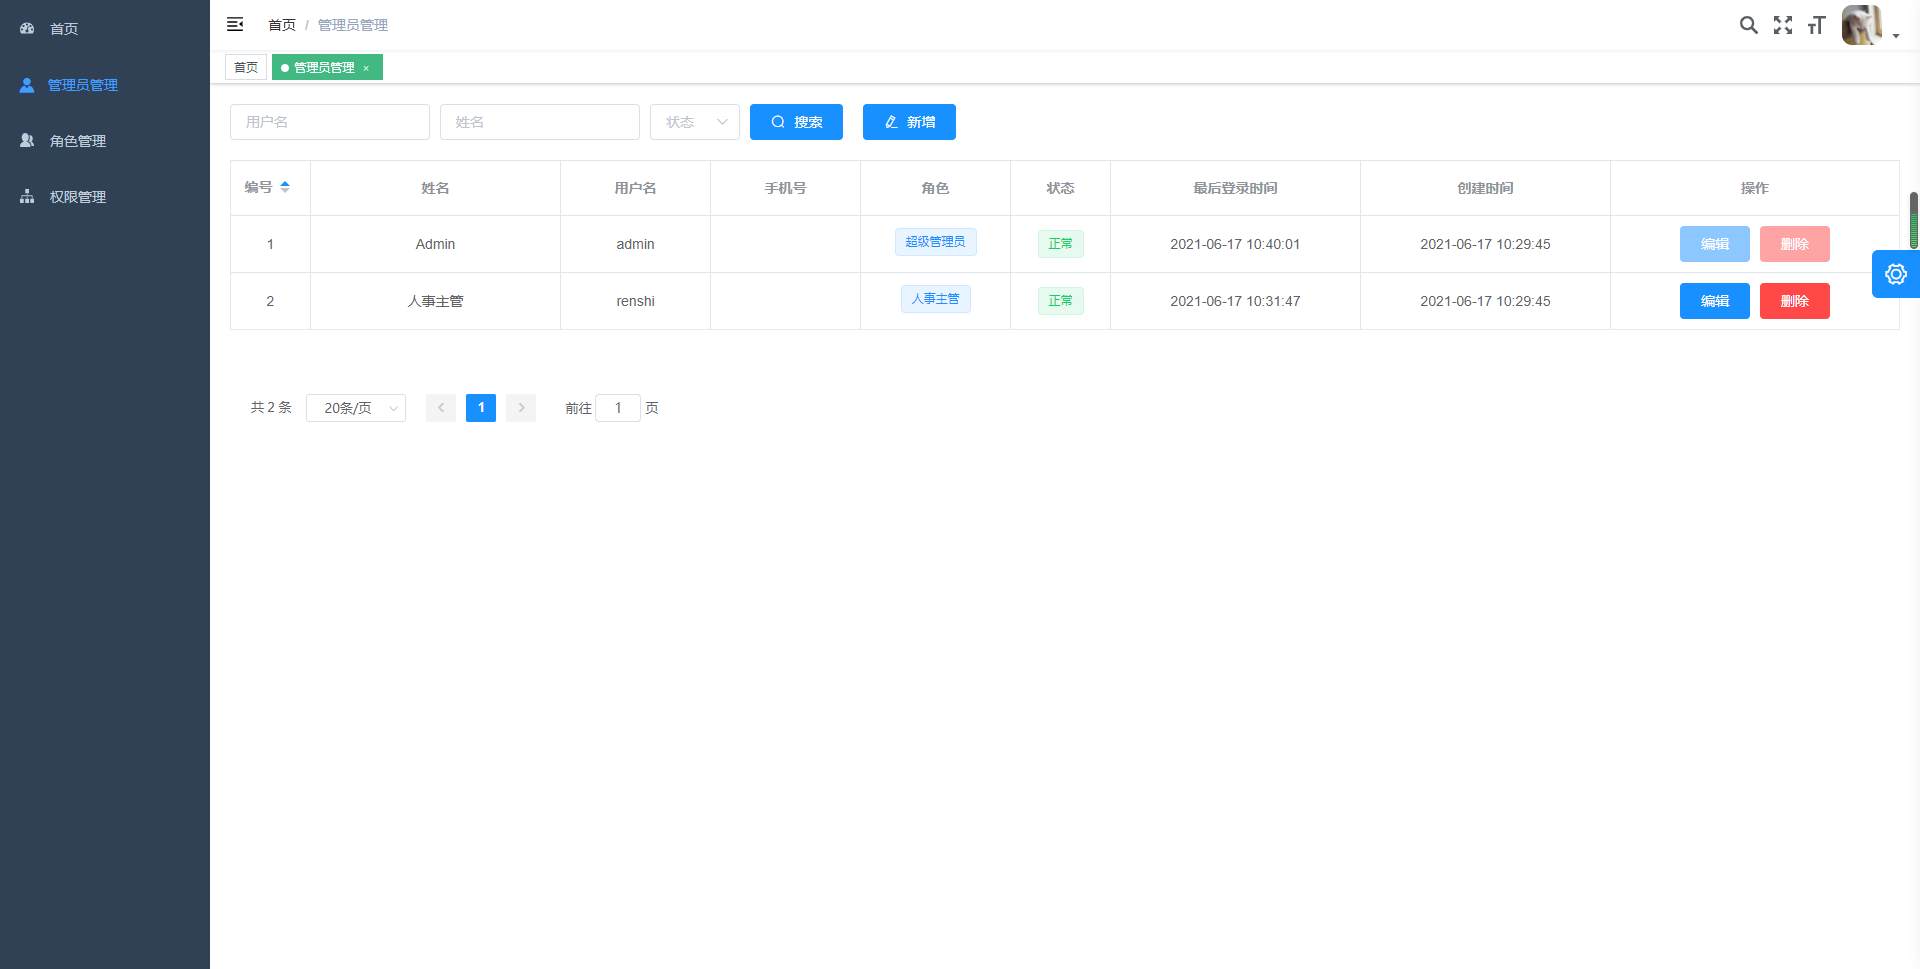 首页
管理员管理
角色管理
权限管理
首页 / 管理员管理
首页 管理员管理 ×
用户名 姓名 状态 搜索 新增
编号 姓名 用户名 手机号 角色 状态 最后登录时间 创建时间 操作
1 Admin admin 超级管理员 正常 2021-06-17 10:40:01 2021-06-17 10:29:45 编辑 删除
2 人事主管 renshi 人事主管 正常 2021-06-17 10:31:47 2021-06-17 10:29:45 编辑 删除
共 2 条 20条/页 1 前往 1 页